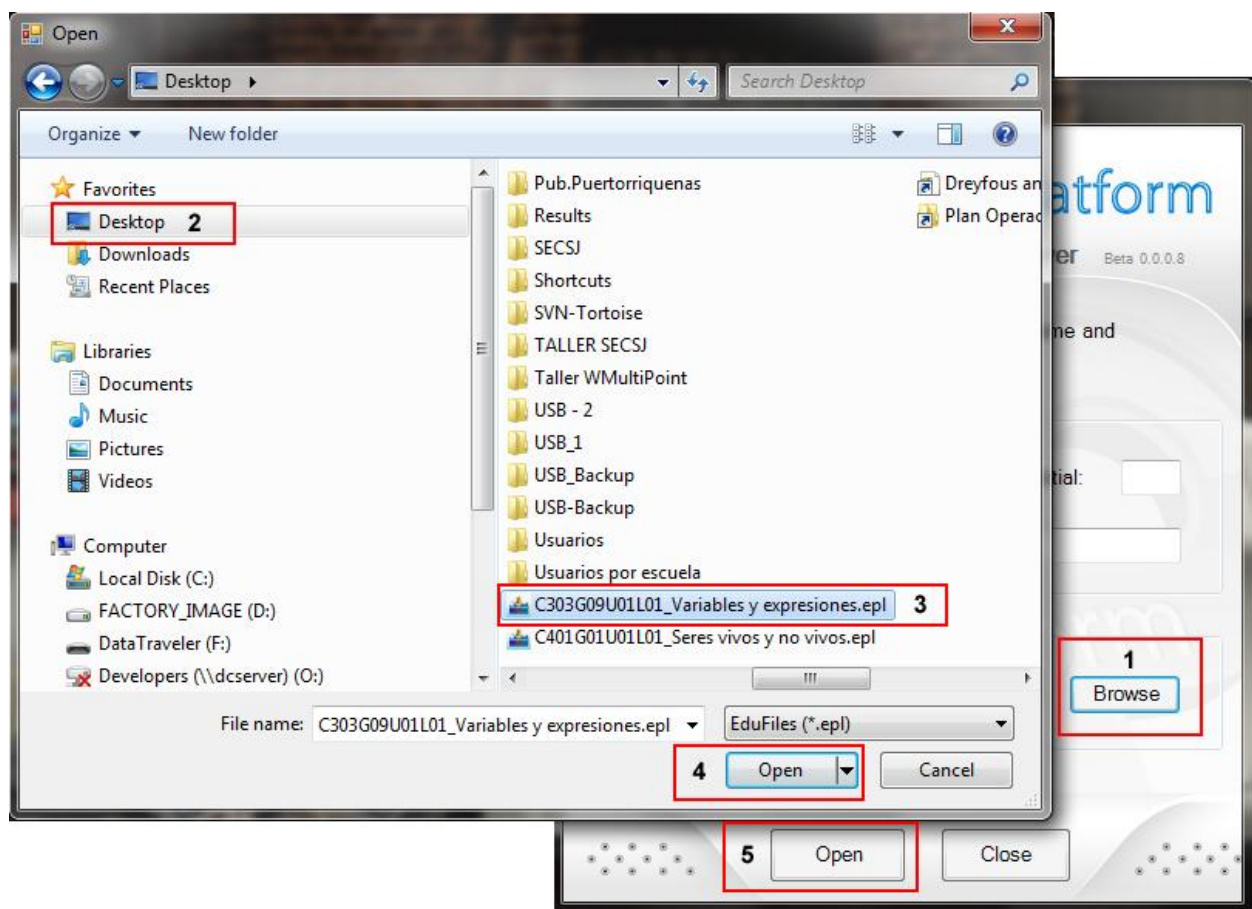 Open
Desktop
Search Desktop
Organize
New folder
Favorites
Desktop 2
Downloads
Recent Places
Libraries
Documents
Music
Pictures
Videos
Computer
Local Disk (C:)
FACTORY_IMAGE (D:)
DataTraveler (F:)
Developers (\\dcserver) (O:)
Pub.Puertorriquenas
Results
SECSJ
Shortcuts
SVN-Tortoise
TALLER SECSJ
Taller WMultiPoint
USB - 2
USB_1
USB_Backup
USB-Backup
Usuarios
Usuarios por escuela
C303G09U01L01_Variables y expresiones.epl 3
C401G01U01L01_Seres vivos y no vivos.epl
Dreyfous an
Plan Operac
File name: C303G09U01L01_Variables y expresiones.epl
EduFiles (*.epl)
4 Open
Cancel
atform
er Beta 0.0.0.8
me and
tial:
1
Browse
5 Open
Close